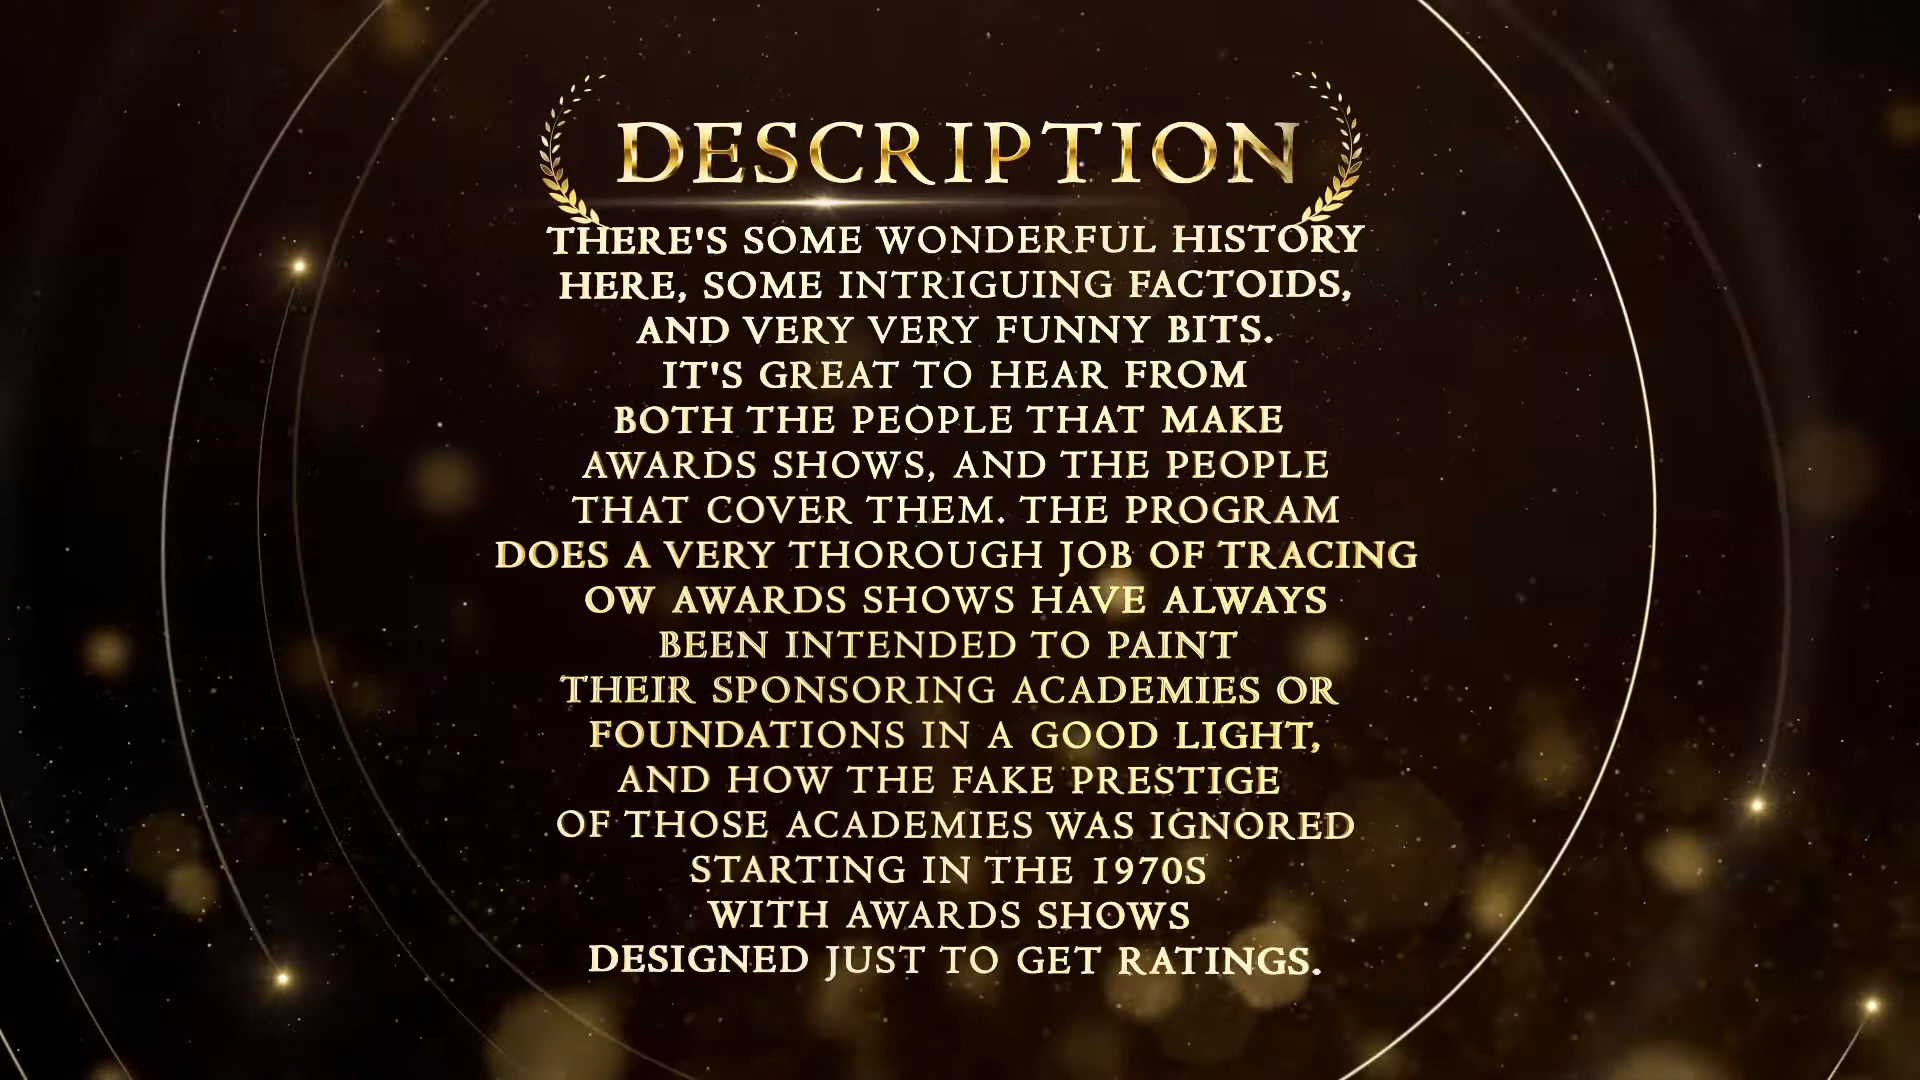 DESCRIPTION
THERE'S SOME WONDERFUL HISTORY
HERE, SOME INTRIGUING FACTOIDS,
AND VERY VERY FUNNY BITS.
IT'S GREAT TO HEAR FROM
BOTH THE PEOPLE THAT MAKE
AWARDS SHOWS, AND THE PEOPLE
THAT COVER THEM. THE PROGRAM
DOES A VERY THOROUGH JOB OF TRACING
OW AWARDS SHOWS HAVE ALWAYS
BEEN INTENDED TO PAINT
THEIR SPONSORING ACADEMIES OR
FOUNDATIONS IN A GOOD LIGHT,
AND HOW THE FAKE PRESTIGE
OF THOSE ACADEMIES WAS IGNORED
STARTING IN THE 1970S
WITH AWARDS SHOWS
DESIGNED JUST TO GET RATINGS.